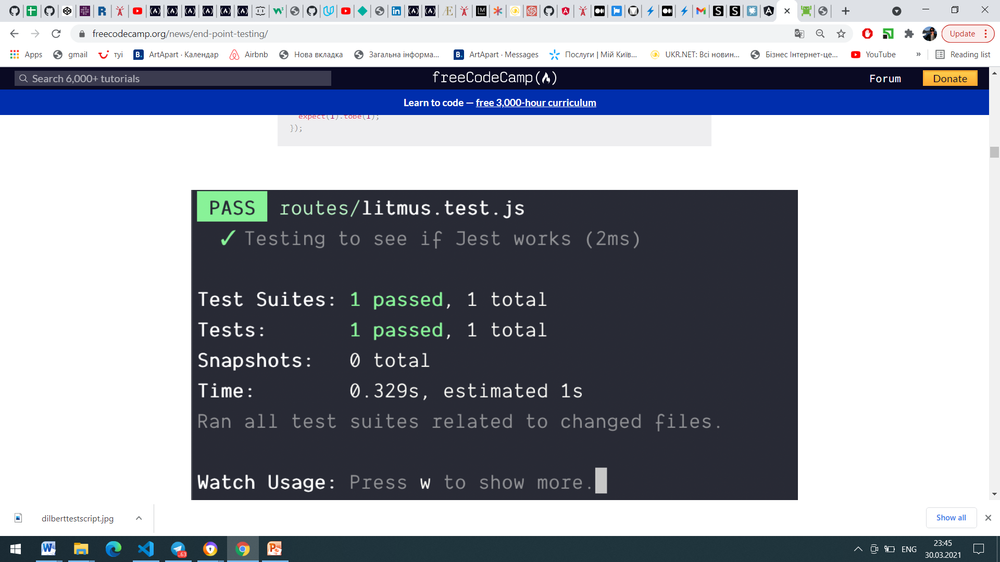 freecodecamp.org/news/end-point-testing/
Update
Apps
gmail
туі
ArtApart · Календар
Airbnb
Нова вкладка
Загальна інформа...
ArtApart · Messages
Послуги | Мій Київ...
UKR.NET: Всі новин...
Бізнес Інтернет-це...
YouTube
»
Reading list
Search 6,000+ tutorials
freeCodeCamp
Forum
Donate
Learn to code — free 3,000-hour curriculum
expect(1).toBe(1);
});
PASS routes/litmus.test.js
✓ Testing to see if Jest works (2ms)
Test Suites: 1 passed, 1 total
Tests: 1 passed, 1 total
Snapshots: 0 total
Time: 0.329s, estimated 1s
Ran all test suites related to changed files.
Watch Usage: Press w to show more.
dilberttestscript.jpg
Show all
63
ENG
23:45
30.03.2021